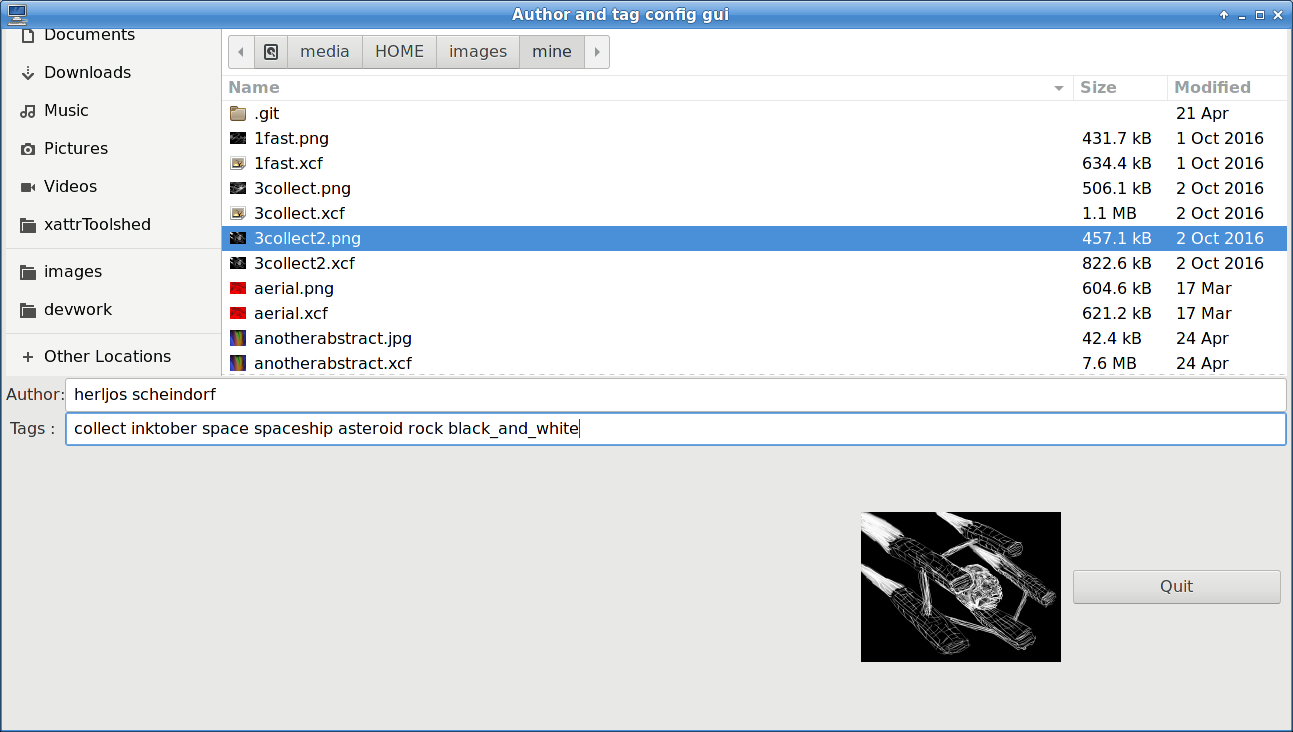 Author and tag config gui
Documents
Downloads
Music
Pictures
Videos
xattrToolshed
images
devwork
Other Locations
media HOME images mine
Name Size Modified
.git 21 Apr
1fast.png 431.7 kB 1 Oct 2016
1fast.xcf 634.4 kB 1 Oct 2016
3collect.png 506.1 kB 2 Oct 2016
3collect.xcf 1.1 MB 2 Oct 2016
3collect2.png 457.1 kB 2 Oct 2016
3collect2.xcf 822.6 kB 2 Oct 2016
aerial.png 604.6 kB 17 Mar
aerial.xcf 621.2 kB 17 Mar
anotherabstract.jpg 42.4 kB 24 Apr
anotherabstract.xcf 7.6 MB 24 Apr
Author: herljos scheindorf
Tags : collect inktober space spaceship asteroid rock black_and_white
Quit